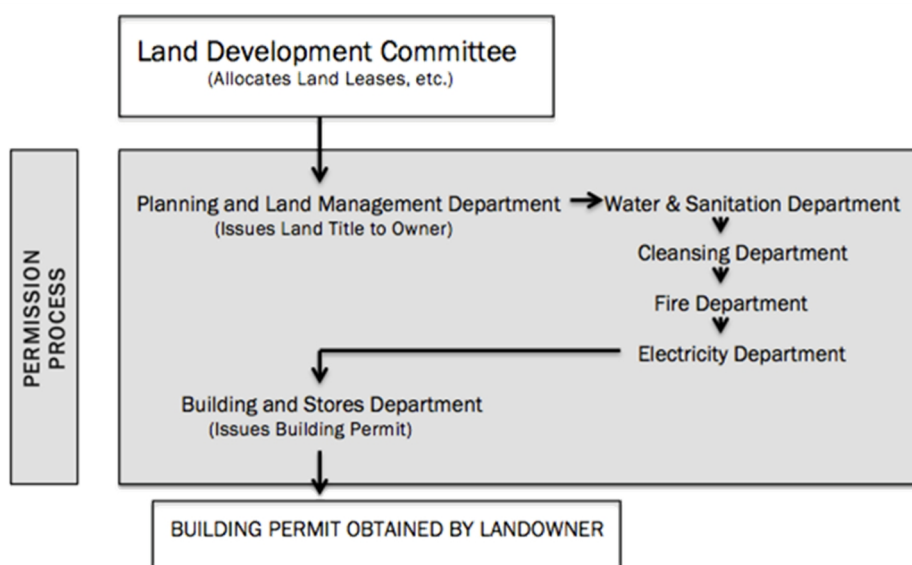 Land Development Committee
(Allocates Land Leases, etc.)
PERMISSION
PROCESS
Planning and Land Management Department
(Issues Land Title to Owner)
Water & Sanitation Department
Cleansing Department
Fire Department
Electricity Department
Building and Stores Department
(Issues Building Permit)
BUILDING PERMIT OBTAINED BY LANDOWNER